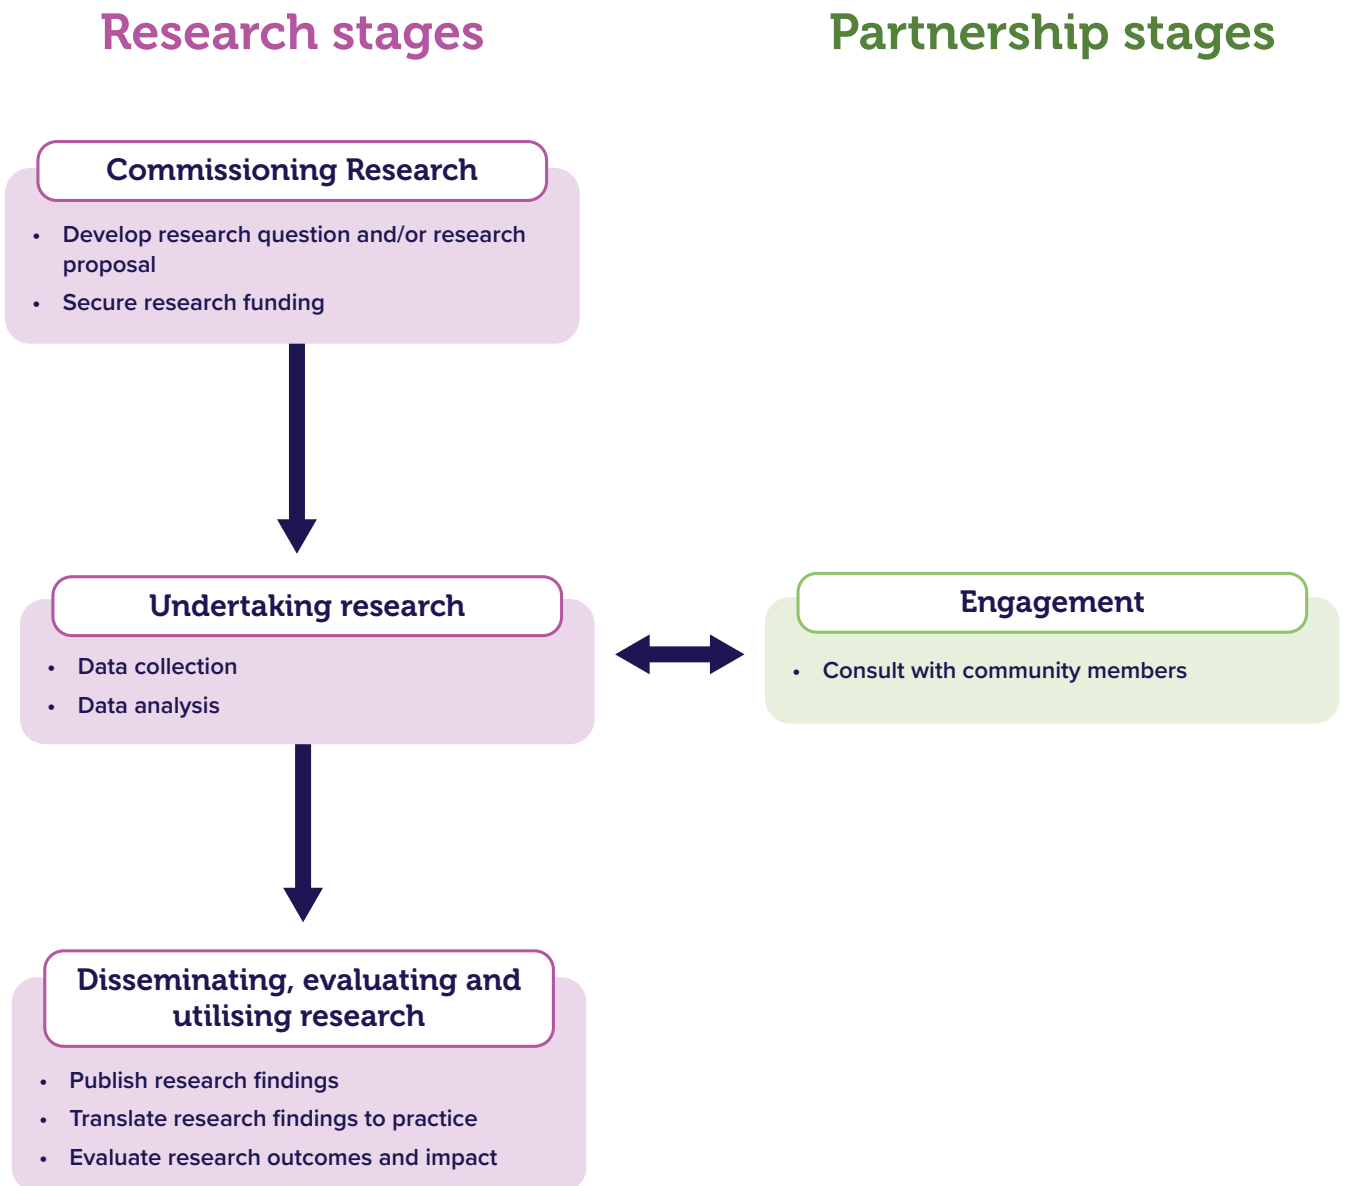 Research stages
Partnership stages
Commissioning Research
• Develop research question and/or research
proposal
• Secure research funding
Undertaking research
• Data collection
• Data analysis
Engagement
• Consult with community members
Disseminating, evaluating and
utilising research
• Publish research findings
• Translate research findings to practice
• Evaluate research outcomes and impact